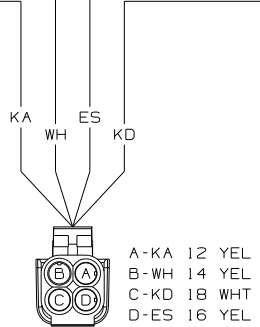 KA
ES
WH
KD
B A
C D
A-KA 12 YEL
B-WH 14 YEL
C-KD 18 WHT
D-ES 16 YEL